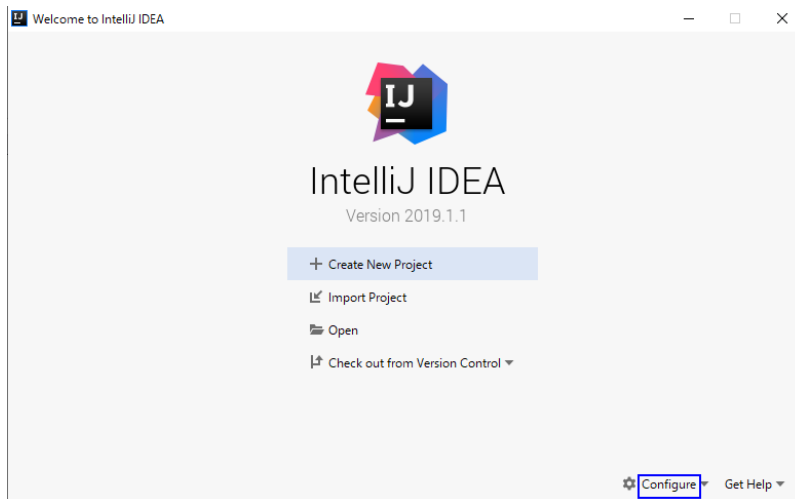 IJ Welcome to IntelliJ IDEA
IJ
IntelliJ IDEA
Version 2019.1.1
Create New Project
Import Project
Open
Check out from Version Control
Configure Get Help